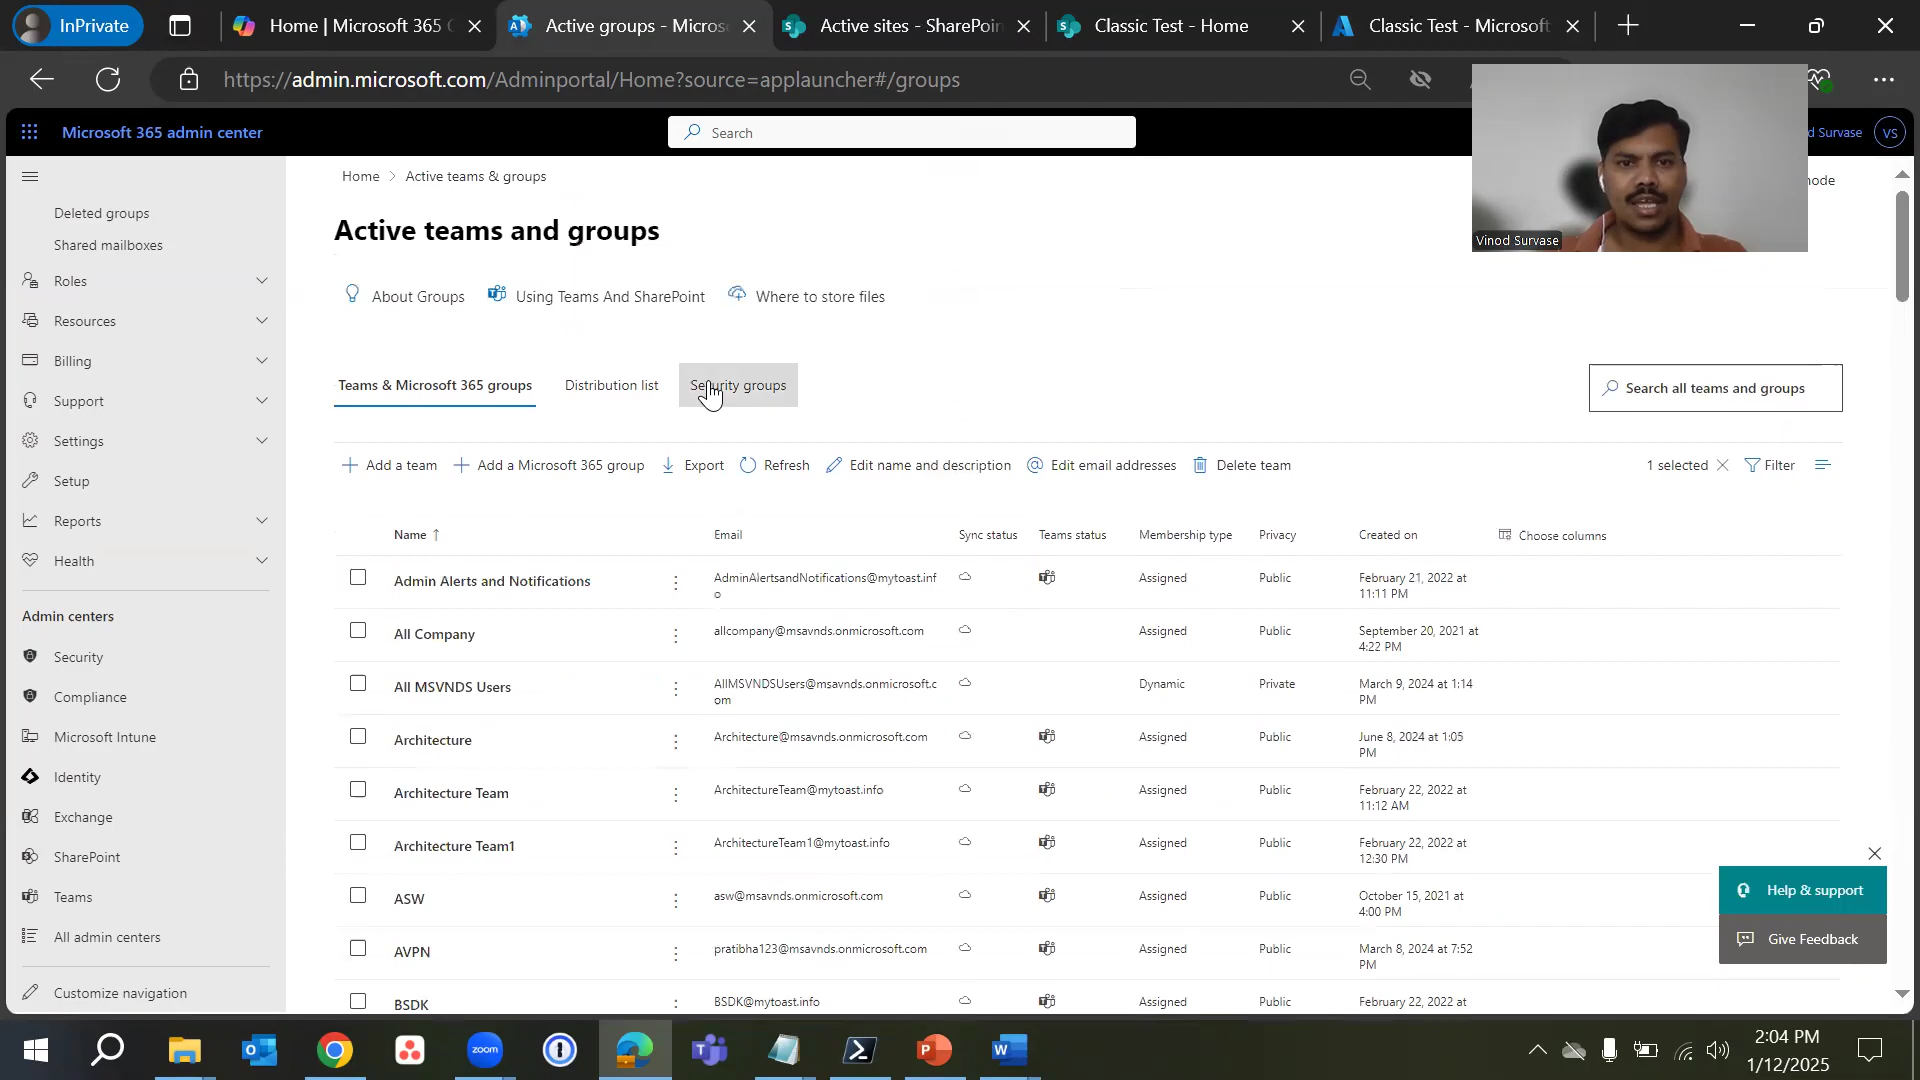 InPrivate
Home | Microsoft 365 C
Active groups - Micros
Active sites - SharePoin
Classic Test - Home
Classic Test - Microsoft
https://admin.microsoft.com/Adminportal/Home?source=applauncher#/groups
Microsoft 365 admin center
Search
d Survase
VS
Vinod Survase
Home > Active teams & groups
node
Active teams and groups
About Groups
Using Teams And SharePoint
Where to store files
Teams & Microsoft 365 groups
Distribution list
Security groups
Search all teams and groups
Add a team
Add a Microsoft 365 group
Export
Refresh
Edit name and description
Edit email addresses
Delete team
1 selected
Filter
Name ↑ Email Sync status Teams status Membership type Privacy Created on Choose columns
Admin Alerts and Notifications AdminAlertsandNotifications@mytoast.inf Assigned Public February 21, 2022 at
o 11:11 PM
All Company allcompany@msavnds.onmicrosoft.com Assigned Public September 20, 2021 at
4:22 PM
All MSVNDS Users AllMSVNDSUsers@msavnds.onmicrosoft.c Dynamic Private March 9, 2024 at 1:14
om PM
Architecture Architecture@msavnds.onmicrosoft.com Assigned Public June 8, 2024 at 1:05
PM
Architecture Team ArchitectureTeam@mytoast.info Assigned Public February 22, 2022 at
11:12 AM
Architecture Team1 ArchitectureTeam1@mytoast.info Assigned Public February 22, 2022 at
12:30 PM
ASW asw@msavnds.onmicrosoft.com Assigned Public October 15, 2021 at
4:00 PM
AVPN pratibha123@msavnds.onmicrosoft.com Assigned Public March 8, 2024 at 7:52
PM
BSDK BSDK@mytoast.info Assigned Public February 22, 2022 at
Deleted groups
Shared mailboxes
Roles
Resources
Billing
Support
Settings
Setup
Reports
Health
Admin centers
Security
Compliance
Microsoft Intune
Identity
Exchange
SharePoint
Teams
All admin centers
Customize navigation
Help & support
Give Feedback
zoom
2:04 PM
1/12/2025